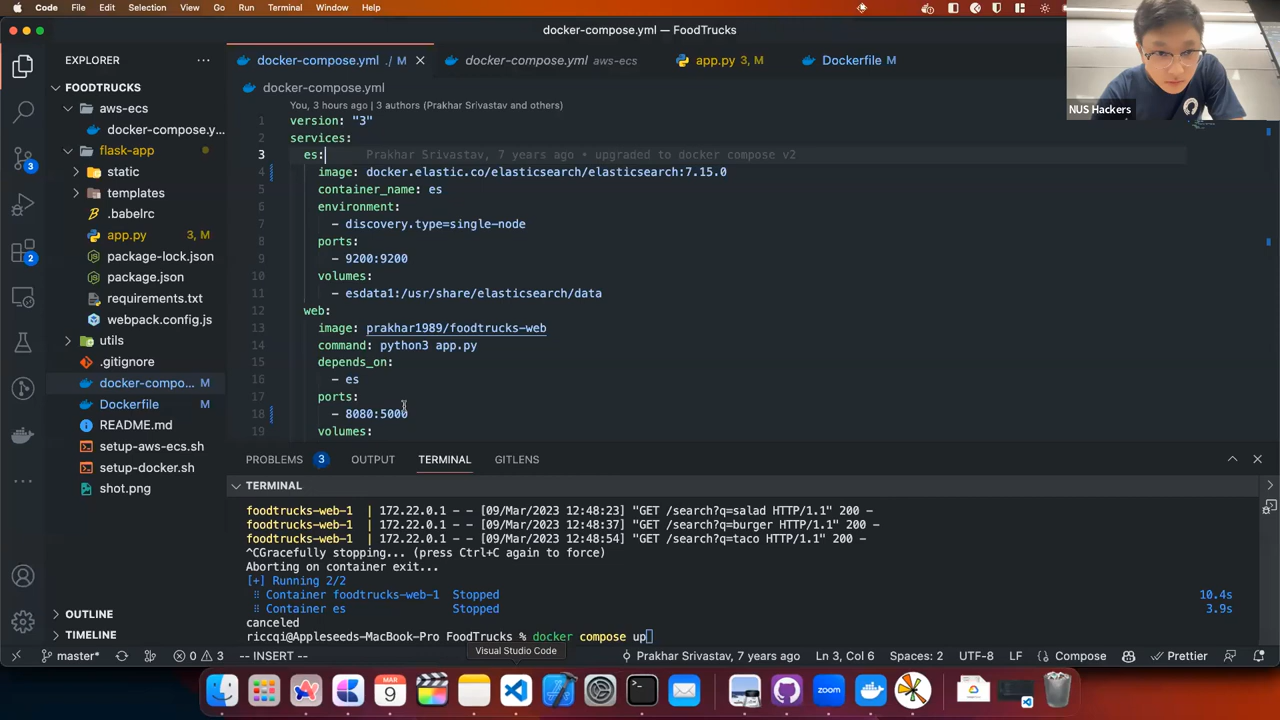 Code File Edit Selection View Go Run Terminal Window Help
docker-compose.yml — FoodTrucks
NUS Hackers
EXPLORER
docker-compose.yml ./ M
docker-compose.yml aws-ecs
app.py 3, M
Dockerfile M
FOODTRUCKS
aws-ecs
docker-compose.y...
flask-app
static
templates
.babelrc
app.py 3, M
package-lock.json
package.json
requirements.txt
webpack.config.js
utils
.gitignore
docker-compo... M
Dockerfile M
README.md
setup-aws-ecs.sh
setup-docker.sh
shot.png
OUTLINE
TIMELINE
3
2
docker-compose.yml
You, 3 hours ago | 3 authors (Prakhar Srivastav and others)
1 version: "3"
2 services:
3 es: Prakhar Srivastav, 7 years ago • upgraded to docker compose v2
4 image: docker.elastic.co/elasticsearch/elasticsearch:7.15.0
5 container_name: es
6 environment:
7 - discovery.type=single-node
8 ports:
9 - 9200:9200
10 volumes:
11 - esdata1:/usr/share/elasticsearch/data
12 web:
13 image: prakhar1989/foodtrucks-web
14 command: python3 app.py
15 depends_on:
16 - es
17 ports:
18 - 8080:5000
19 volumes:
PROBLEMS 3 OUTPUT TERMINAL GITLENS
TERMINAL
foodtrucks-web-1 | 172.22.0.1 - - [09/Mar/2023 12:48:23] "GET /search?q=salad HTTP/1.1" 200 -
foodtrucks-web-1 | 172.22.0.1 - - [09/Mar/2023 12:48:37] "GET /search?q=burger HTTP/1.1" 200 -
foodtrucks-web-1 | 172.22.0.1 - - [09/Mar/2023 12:48:54] "GET /search?q=taco HTTP/1.1" 200 -
^CGracefully stopping... (press Ctrl+C again to force)
Aborting on container exit...
[+] Running 2/2
⠿ Container foodtrucks-web-1 Stopped 10.4s
⠿ Container es Stopped 3.9s
canceled
riccqi@Appleseeds-MacBook-Pro FoodTrucks % docker compose up
Visual Studio Code
master* 0 3 -- INSERT -- Prakhar Srivastav, 7 years ago Ln 3, Col 6 Spaces: 2 UTF-8 LF Compose Prettier
MAR
9
zoom